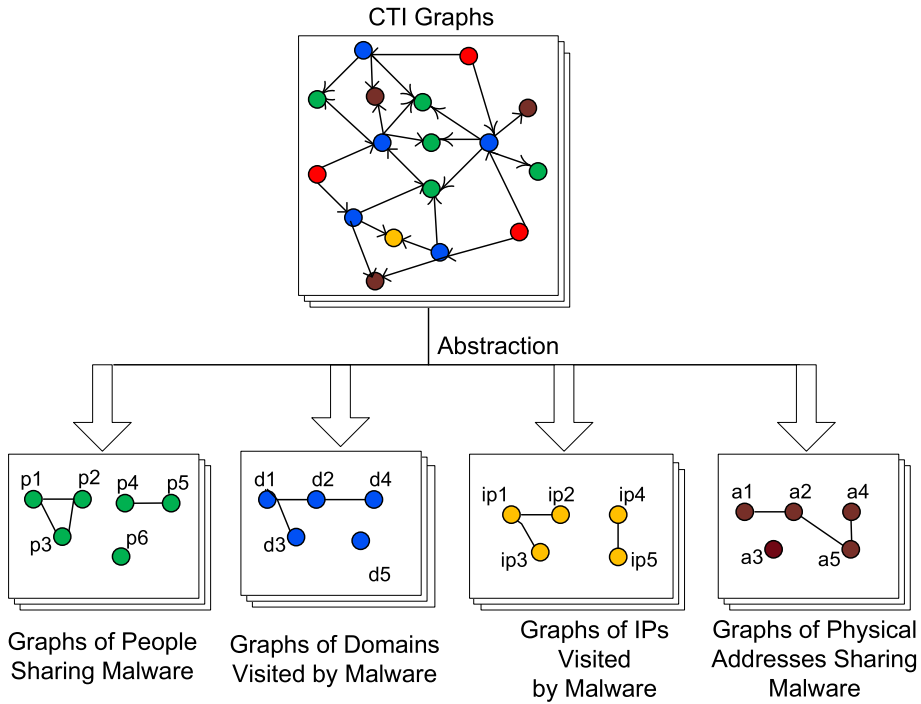 CTI Graphs
Abstraction
p1 p2 p4 p5
p3 p6
d1 d2 d4
d3
d5
ip1 ip2 ip4
ip3 ip5
a1 a2 a4
a3 a5
Graphs of People
Sharing Malware
Graphs of Domains
Visited by Malware
Graphs of IPs
Visited
by Malware
Graphs of Physical
Addresses Sharing
Malware